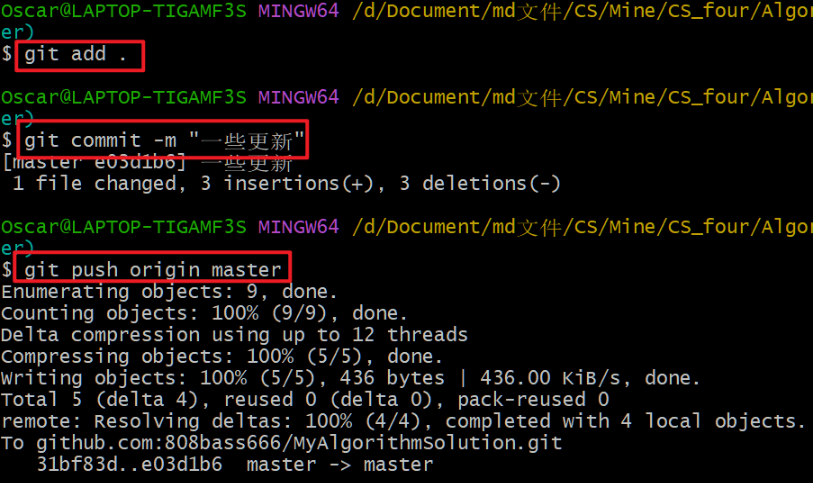 Oscar@LAPTOP-TIGAMF3S MINGW64 /d/Document/md文件/CS/Mine/CS_four/Algor
er)
$ git add .
Oscar@LAPTOP-TIGAMF3S MINGW64 /d/Document/md文件/CS/Mine/CS_four/Algor
er)
$ git commit -m "一些更新"
[master e03d1b6] 一些更新
1 file changed, 3 insertions(+), 3 deletions(-)
Oscar@LAPTOP-TIGAMF3S MINGW64 /d/Document/md文件/CS/Mine/CS_four/Algor
er)
$ git push origin master
Enumerating objects: 9, done.
Counting objects: 100% (9/9), done.
Delta compression using up to 12 threads
Compressing objects: 100% (5/5), done.
Writing objects: 100% (5/5), 436 bytes | 436.00 KiB/s, done.
Total 5 (delta 4), reused 0 (delta 0), pack-reused 0
remote: Resolving deltas: 100% (4/4), completed with 4 local objects.
To github.com:808bass666/MyAlgorithmSolution.git
31bf83d..e03d1b6  master -> master